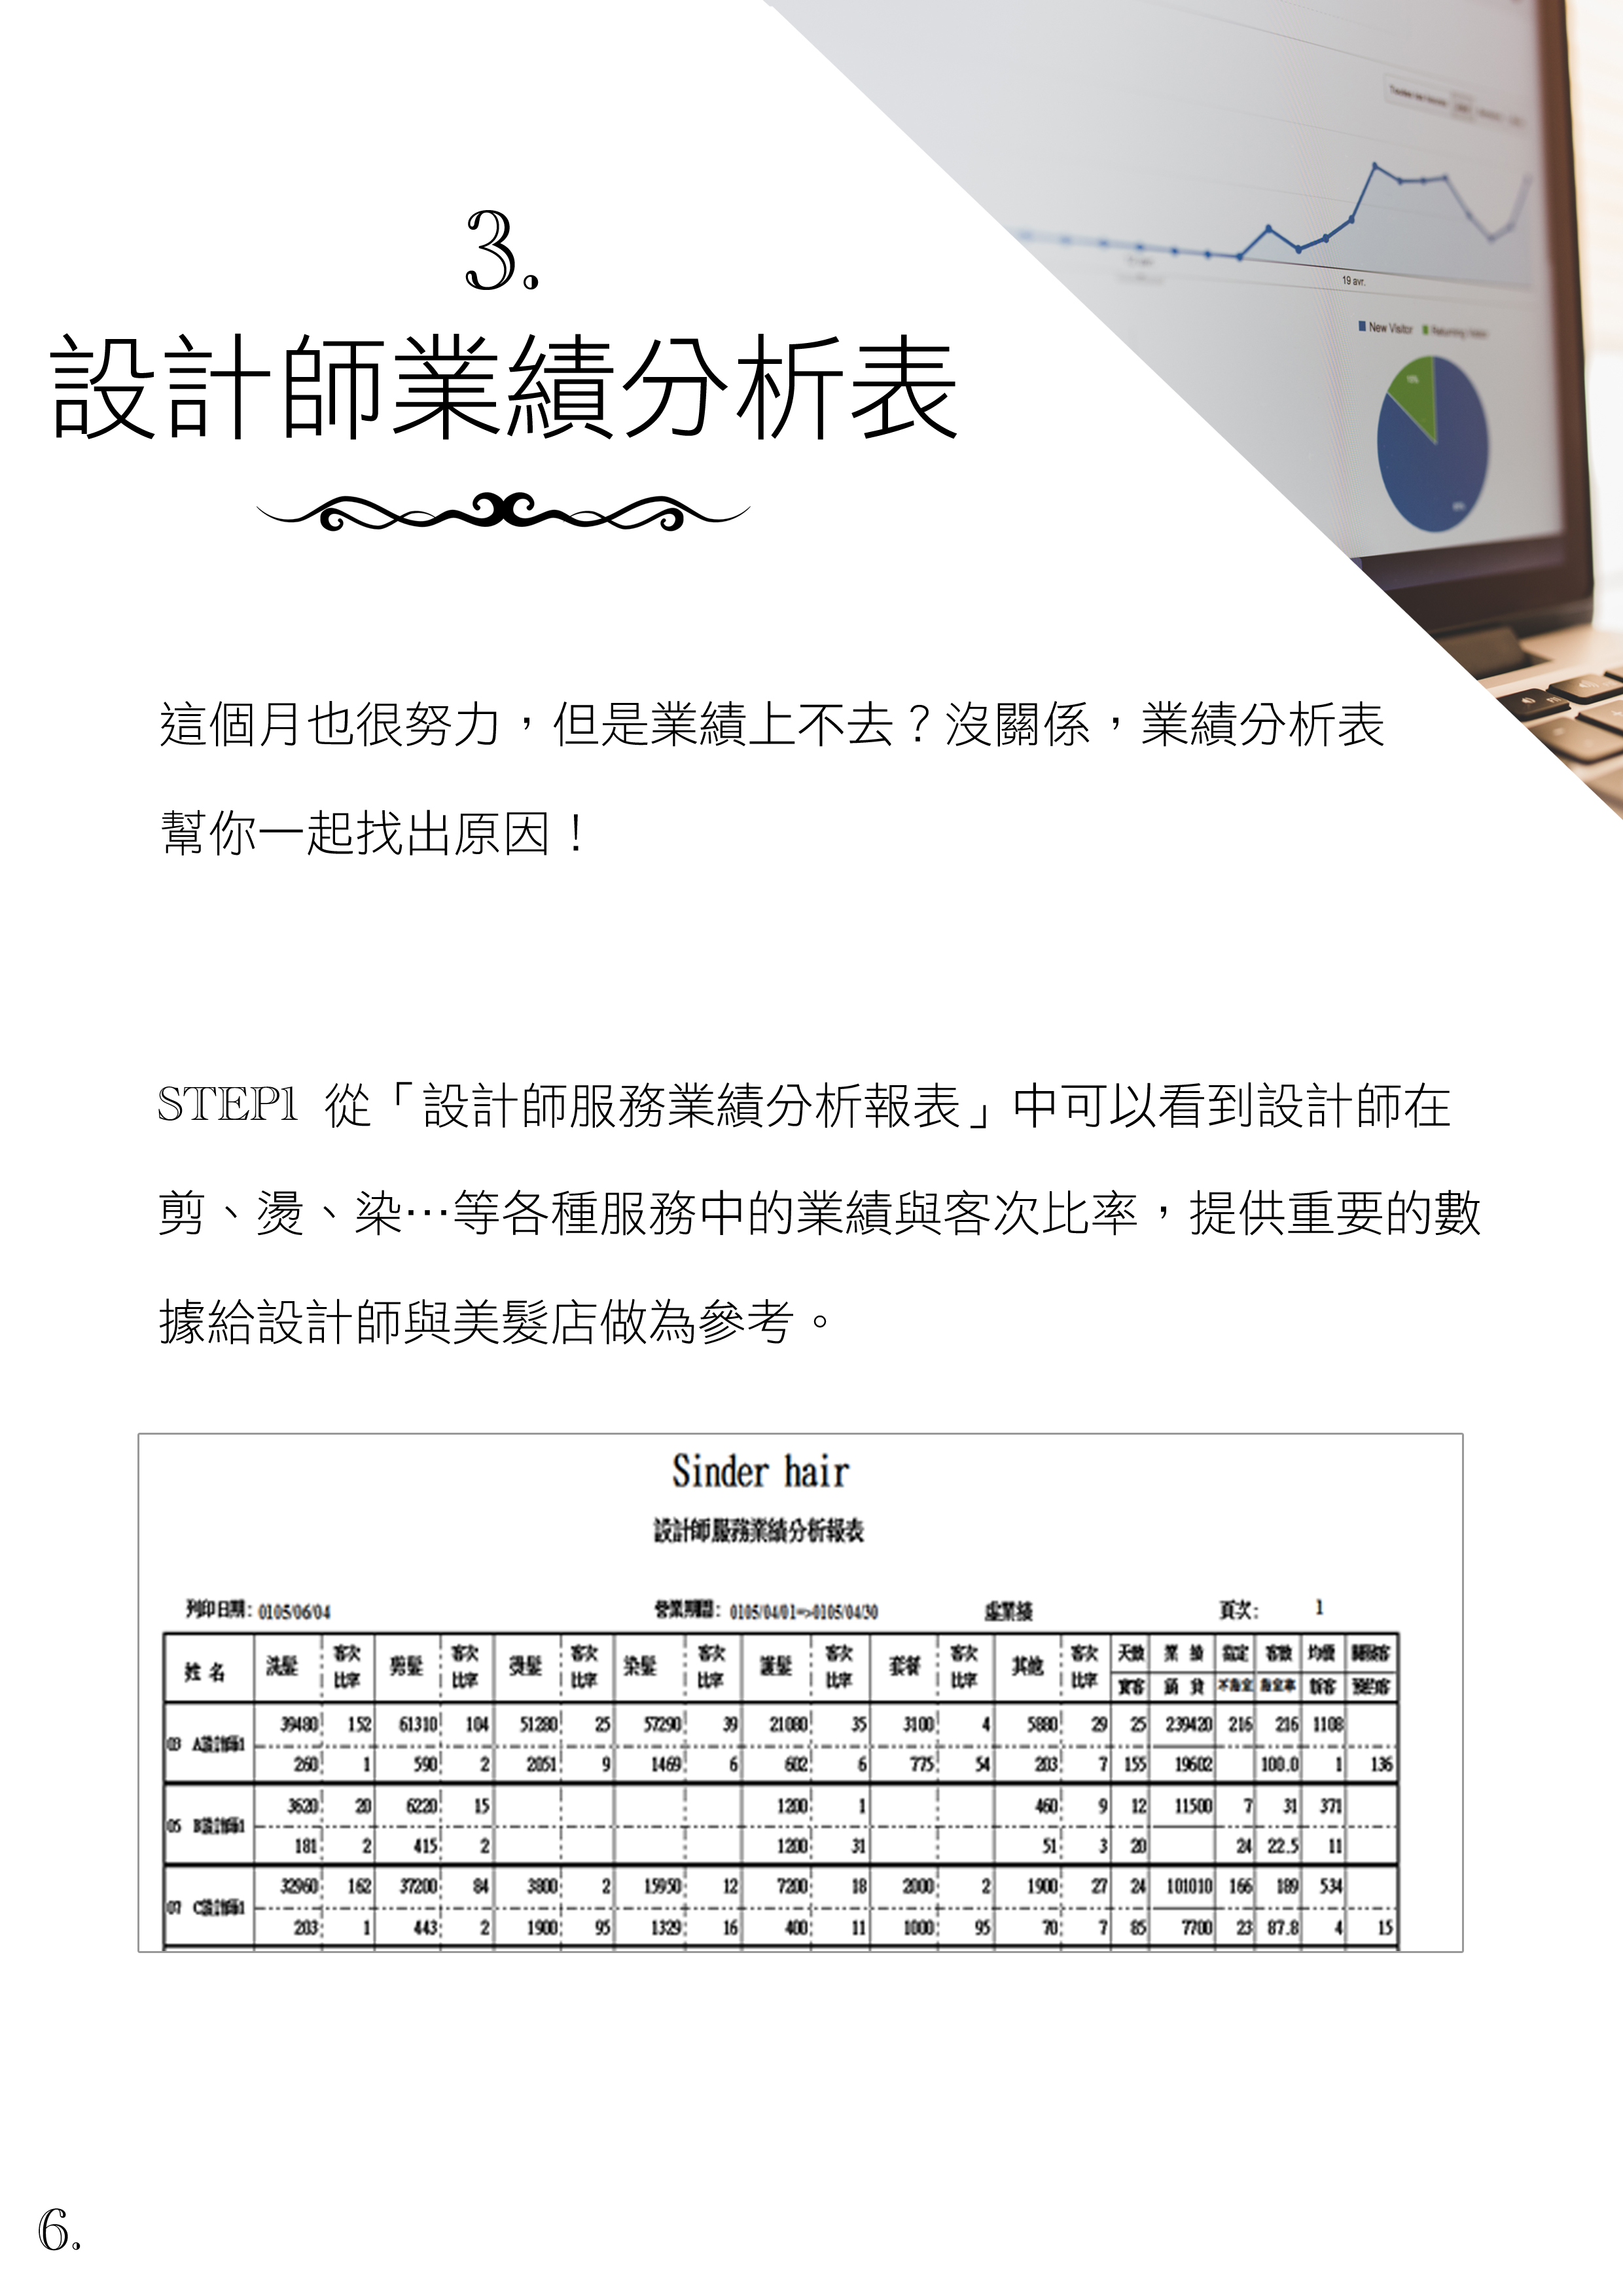 19 avr.
New Visitor
3.
設計師業績分析表
這個月也很努力，但是業績上不去？沒關係，業績分析表
幫你一起找出原因！
STEP1 從「設計師服務業績分析報表」中可以看到設計師在
剪、燙、染…等各種服務中的業績與客次比率，提供重要的數
據給設計師與美髮店做為參考。
Sinder hair
設計師服務業績分析報表
列印日期：0105/06/04 營業期間：0105/04/01=>0105/04/30 虛業績 頁次： 1
姓 名 洗髮 客次比率 剪髮 客次比率 燙髮 客次比率 染髮 客次比率 護髮 客次比率 套餐 客次比率 其他 客次比率 天數 業 績 指定 客數 均價
實客 不指定 指定率 新客 預約客
03 A設計師1
39480 152 61310 104 51280 25 57290 39 21080 35 3100 4 5880 29 25 239420 216 216 1108
260 1 590 2 2051 9 1469 6 602 6 775 54 203 7 155 19602 100.0 1 136
05 B設計師1
3620 20 6220 15 1200 1 460 9 12 11500 7 31 371
181 2 415 2 1200 31 51 3 20 24 22.5 11
07 C設計師1
32960 162 37200 84 3800 2 15950 12 7200 18 2000 2 1900 27 24 101010 166 189 534
203 1 443 2 1900 95 1329 16 400 11 1000 95 70 7 85 7700 23 87.8 4 15
6.